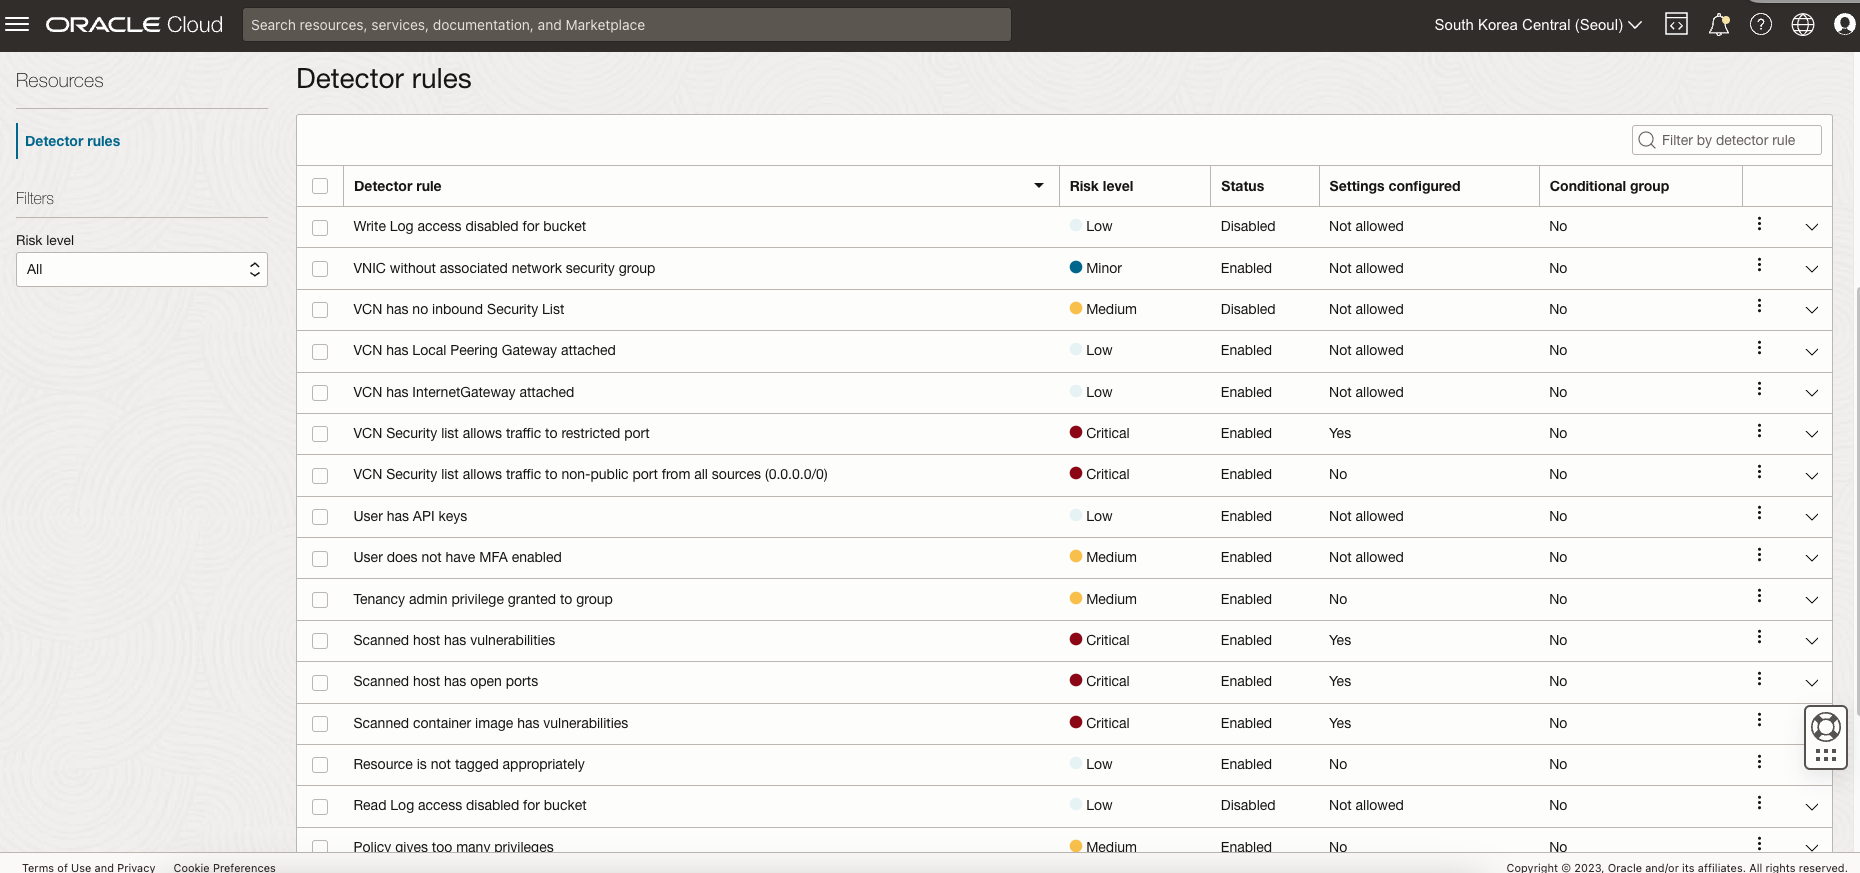 ORACLE Cloud
Search resources, services, documentation, and Marketplace
South Korea Central (Seoul)
Resources
Detector rules
Filters
Risk level
All
Detector rules
Filter by detector rule
Detector rule Risk level Status Settings configured Conditional group
Write Log access disabled for bucket Low Disabled Not allowed No
VNIC without associated network security group Minor Enabled Not allowed No
VCN has no inbound Security List Medium Disabled Not allowed No
VCN has Local Peering Gateway attached Low Enabled Not allowed No
VCN has InternetGateway attached Low Enabled Not allowed No
VCN Security list allows traffic to restricted port Critical Enabled Yes No
VCN Security list allows traffic to non-public port from all sources (0.0.0.0/0) Critical Enabled No No
User has API keys Low Enabled Not allowed No
User does not have MFA enabled Medium Enabled Not allowed No
Tenancy admin privilege granted to group Medium Enabled No No
Scanned host has vulnerabilities Critical Enabled Yes No
Scanned host has open ports Critical Enabled Yes No
Scanned container image has vulnerabilities Critical Enabled Yes No
Resource is not tagged appropriately Low Enabled No No
Read Log access disabled for bucket Low Disabled Not allowed No
Policy gives too many privileges Medium Enabled No No
Terms of Use and Privacy Cookie Preferences
Copyright © 2023, Oracle and/or its affiliates. All rights reserved.